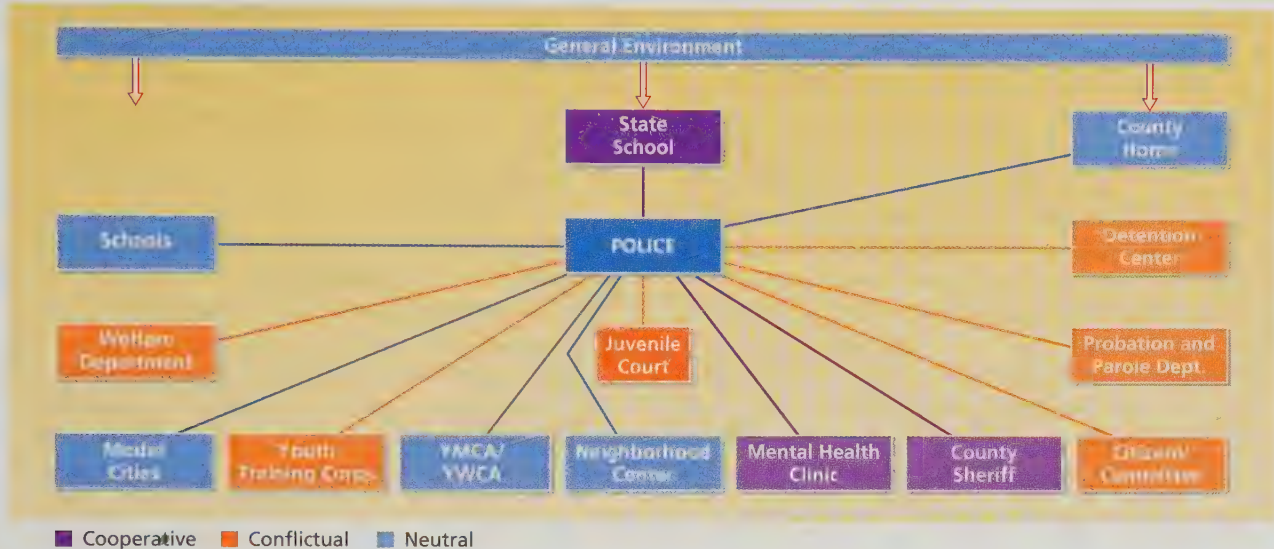 General Environment
State
School
County
Home
Schools
POLICE
Detention
Center
Welfare
Department
Juvenile
Court
Probation and
Parole Dept.
Model
Cities
Youth
Training Corps
YMCA/
YWCA
Neighborhood
Center
Mental Health
Clinic
County
Sheriff
Citizens'
Committee
Cooperative
Conflictual
Neutral